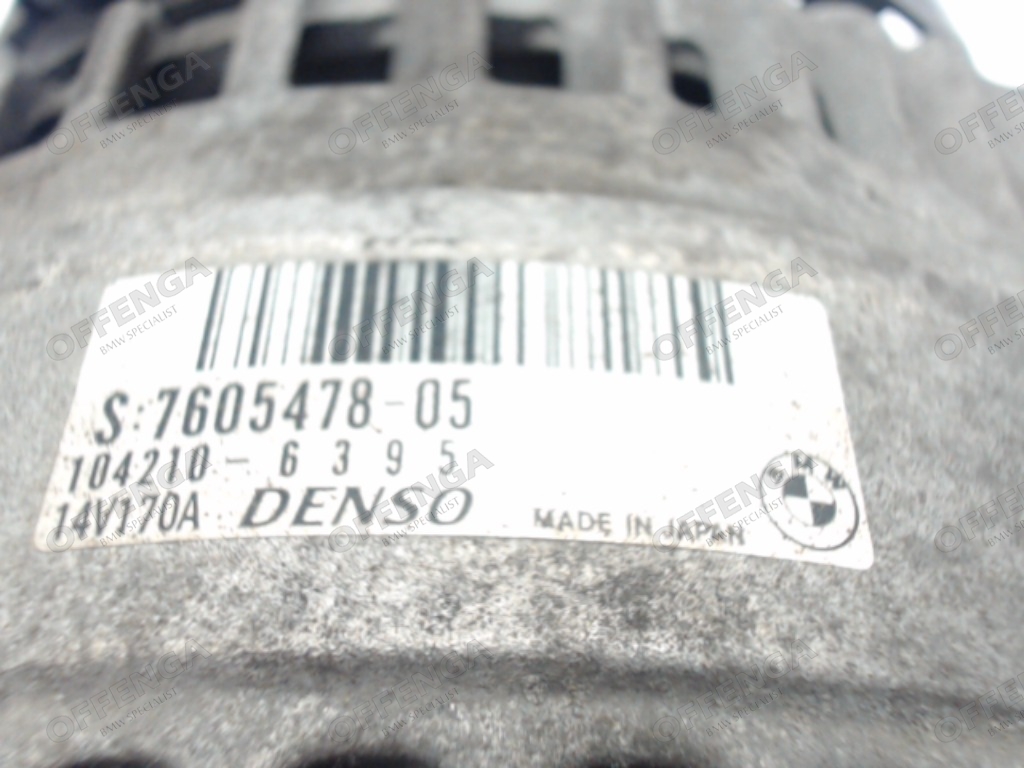 S:7605478-05
104210-6395
14V170A DENSO MADE IN JAPAN
BMW
OFFENGA
BMW SPECIALIST